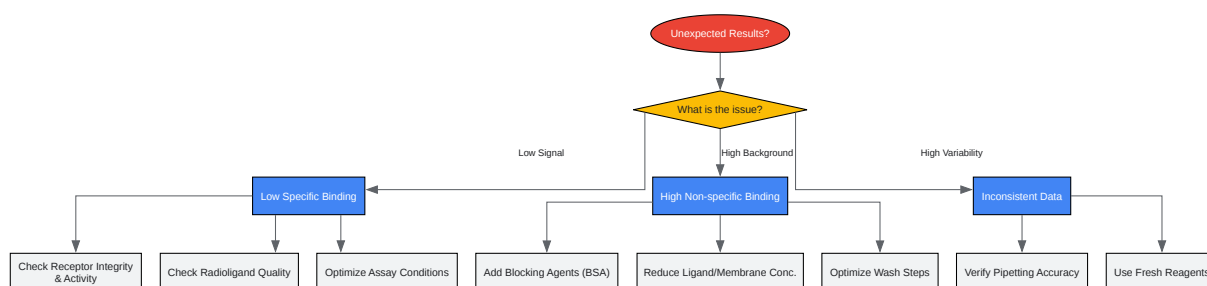 Unexpected Results?
What is the issue?
Low Signal
High Background
High Variability
Low Specific Binding
High Non-specific Binding
Inconsistent Data
Check Receptor Integrity
& Activity
Check Radioligand Quality
Optimize Assay Conditions
Add Blocking Agents (BSA)
Reduce Ligand/Membrane Conc.
Optimize Wash Steps
Verify Pipetting Accuracy
Use Fresh Reagents